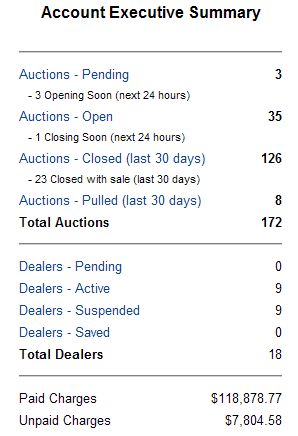 Account Executive Summary
Auctions - Pending 3
- 3 Opening Soon (next 24 hours)
Auctions - Open 35
- 1 Closing Soon (next 24 hours)
Auctions - Closed (last 30 days) 126
- 23 Closed with sale (last 30 days)
Auctions - Pulled (last 30 days) 8
Total Auctions 172
Dealers - Pending 0
Dealers - Active 9
Dealers - Suspended 9
Dealers - Saved 0
Total Dealers 18
Paid Charges $118,878.77
Unpaid Charges $7,804.58